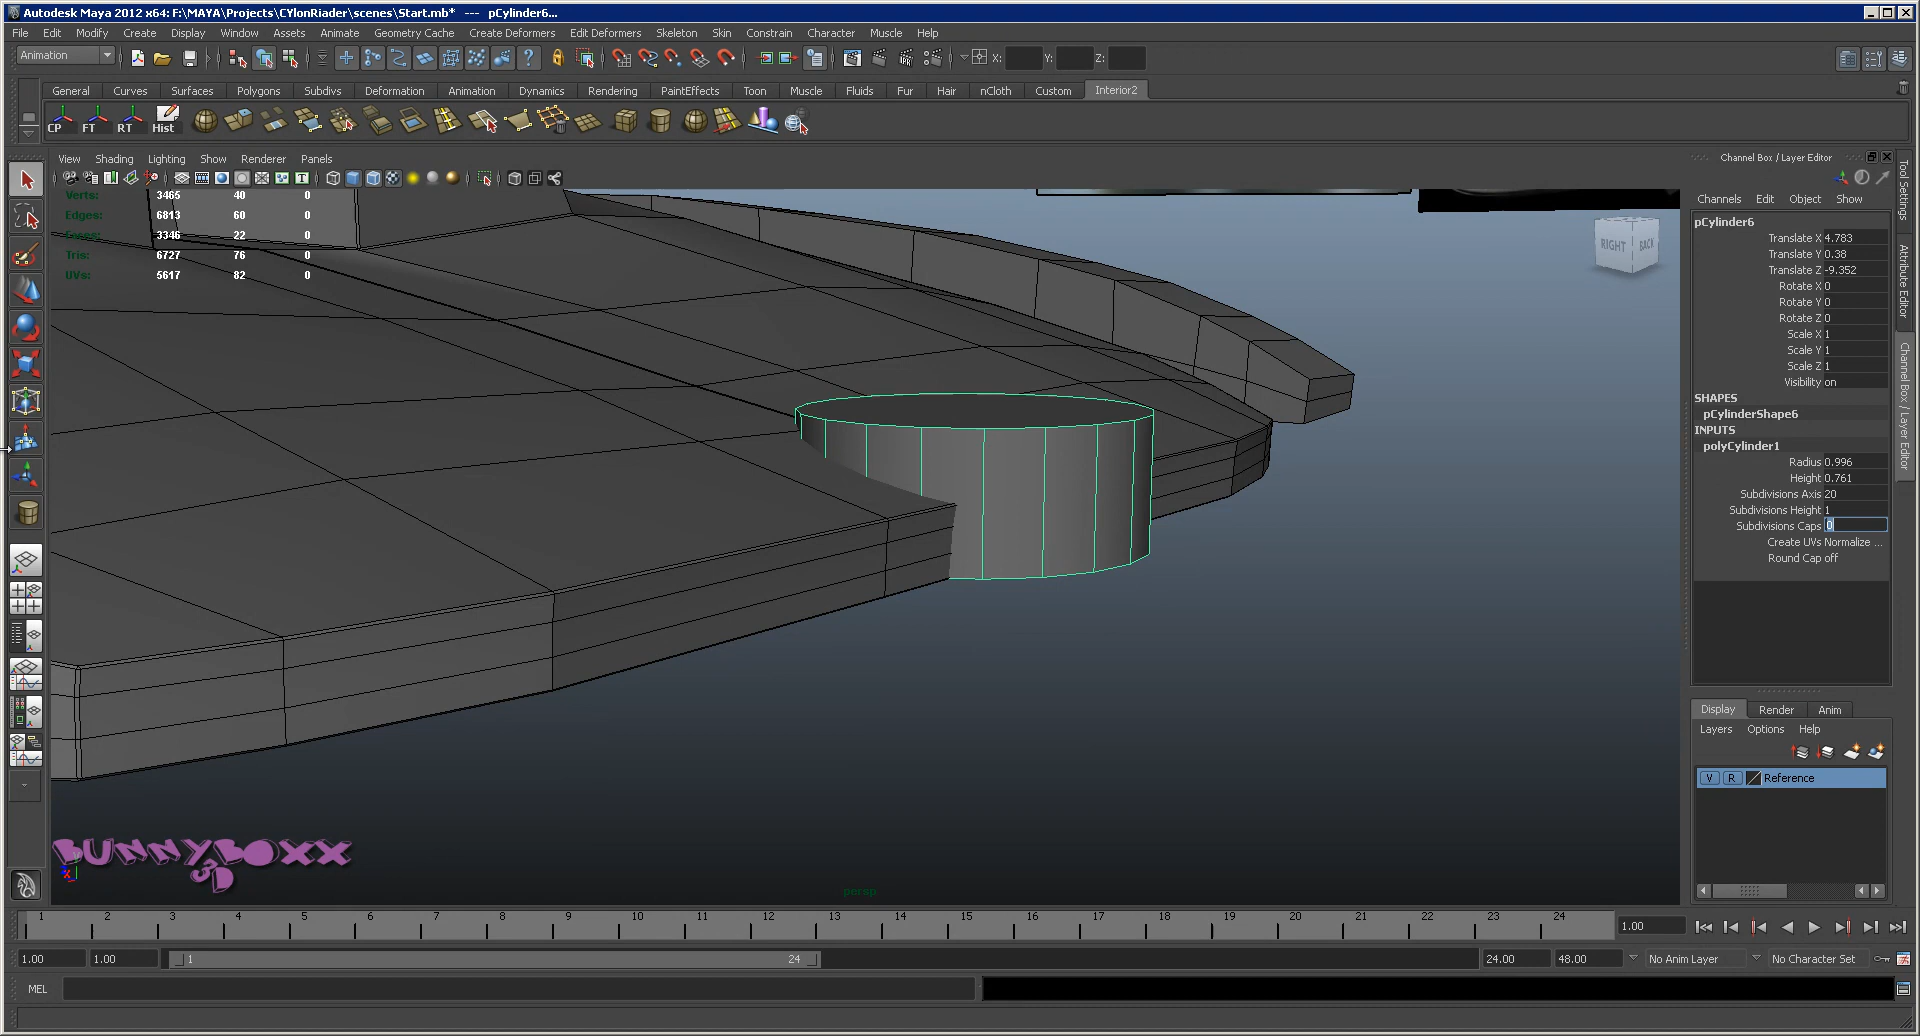 Autodesk Maya 2012 x64: F:\MAYA\Projects\CYlonRiader\scenes\Start.mb* --- pCylinder6...
File Edit Modify Create Display Window Assets Animate Geometry Cache Create Deformers Edit Deformers Skeleton Skin Constrain Character Muscle Help
Animation X: Y: Z:
General Curves Surfaces Polygons Subdivs Deformation Animation Dynamics Rendering PaintEffects Toon Muscle Fluids Fur Hair nCloth Custom Interior2
CP FT RT Hist
View Shading Lighting Show Renderer Panels
Channel Box / Layer Editor
Channels Edit Object Show
Verts: 3465 40 0
Edges: 6813 60 0
Faces: 3346 22 0
Tris: 6727 76 0
UVs: 5617 82 0
RIGHT BACK
pCylinder6
Translate X 4.783
Translate Y 0.38
Translate Z -9.352
Rotate X 0
Rotate Y 0
Rotate Z 0
Scale X 1
Scale Y 1
Scale Z 1
Visibility on
SHAPES
pCylinderShape6
INPUTS
polyCylinder1
Radius 0.996
Height 0.761
Subdivisions Axis 20
Subdivisions Height 1
Subdivisions Caps 0
Create UVs Normalize ...
Round Cap off
Tool Settings
Attribute Editor
Channel Box / Layer Editor
Display Render Anim
Layers Options Help
V R Reference
BUNNYBOXX
3D
persp
1 2 3 4 5 6 7 8 9 10 11 12 13 14 15 16 17 18 19 20 21 22 23 24 1.00
1.00 1.00 1 24 24.00 48.00 No Anim Layer No Character Set
MEL